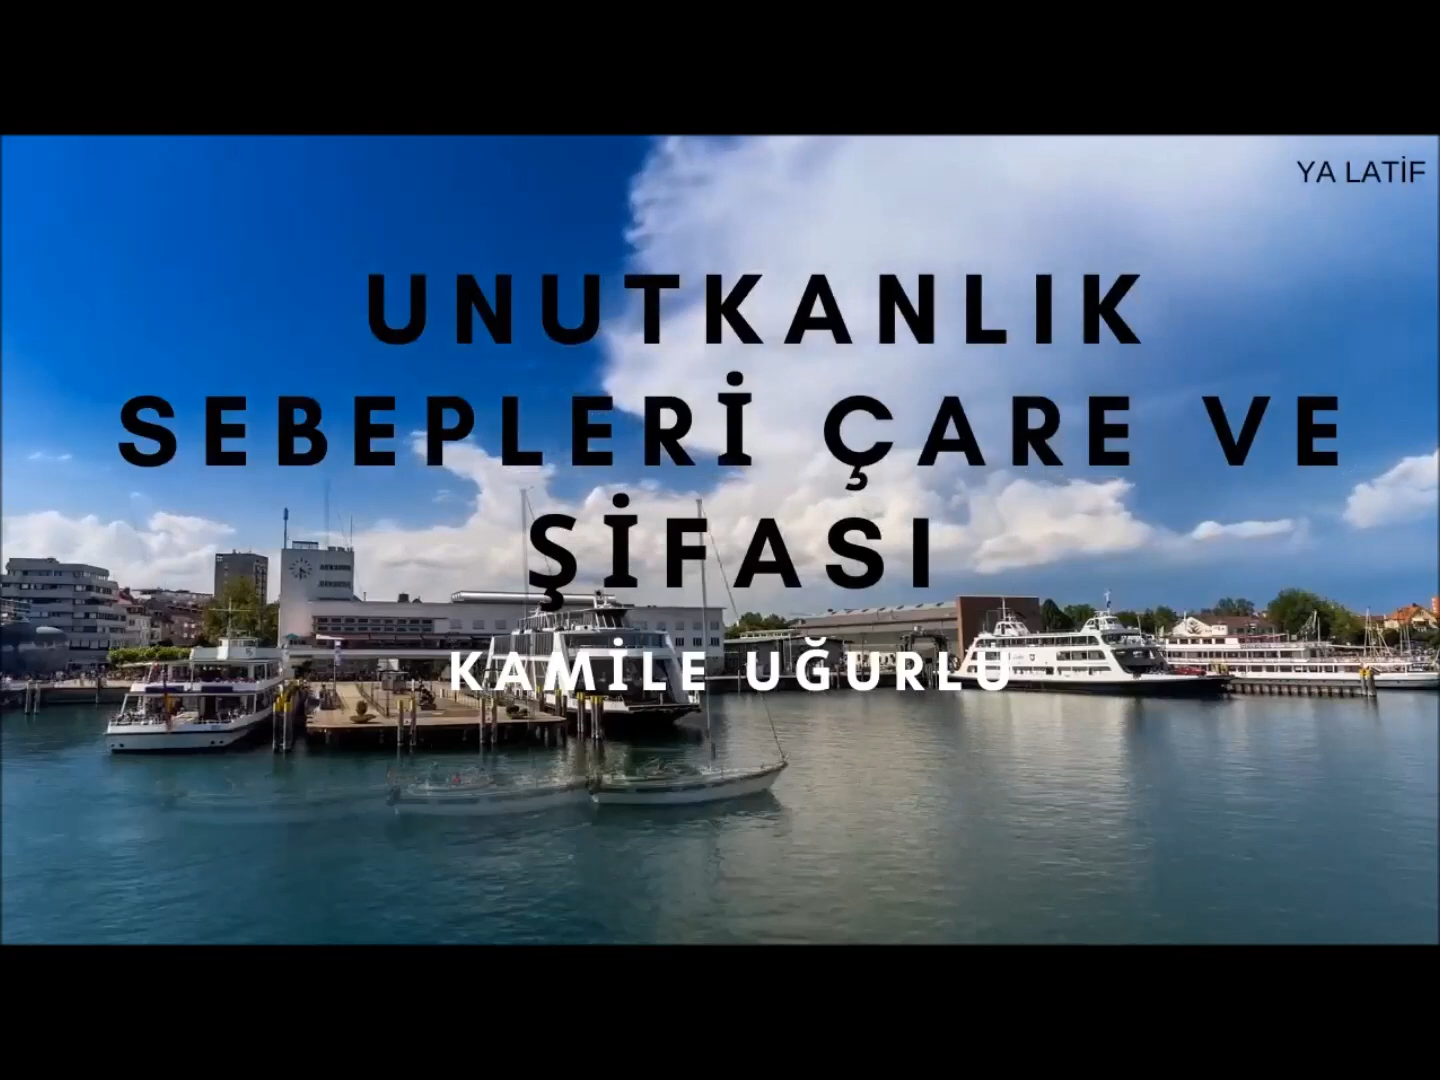 YA LATİF
UNUTKANLIK
SEBEPLERİ ÇARE VE
ŞİFASI
KAMİLE UĞURLU